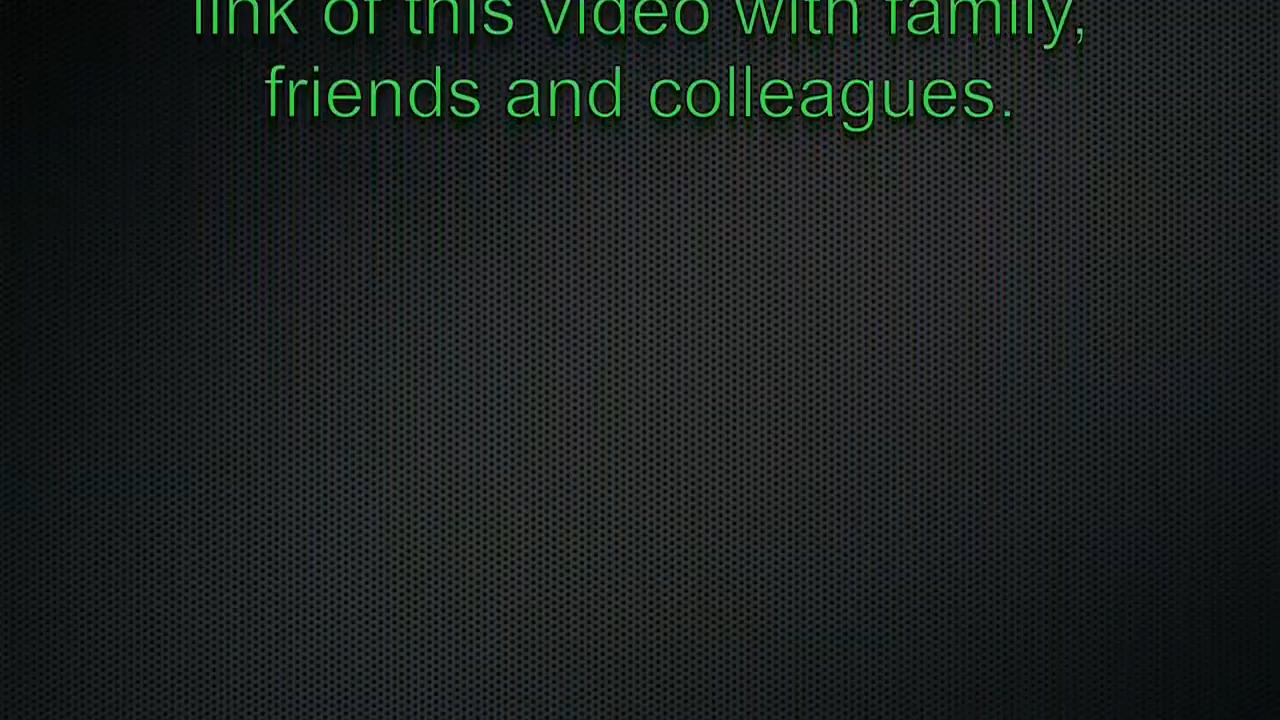 link of this video with family,
friends and colleagues.